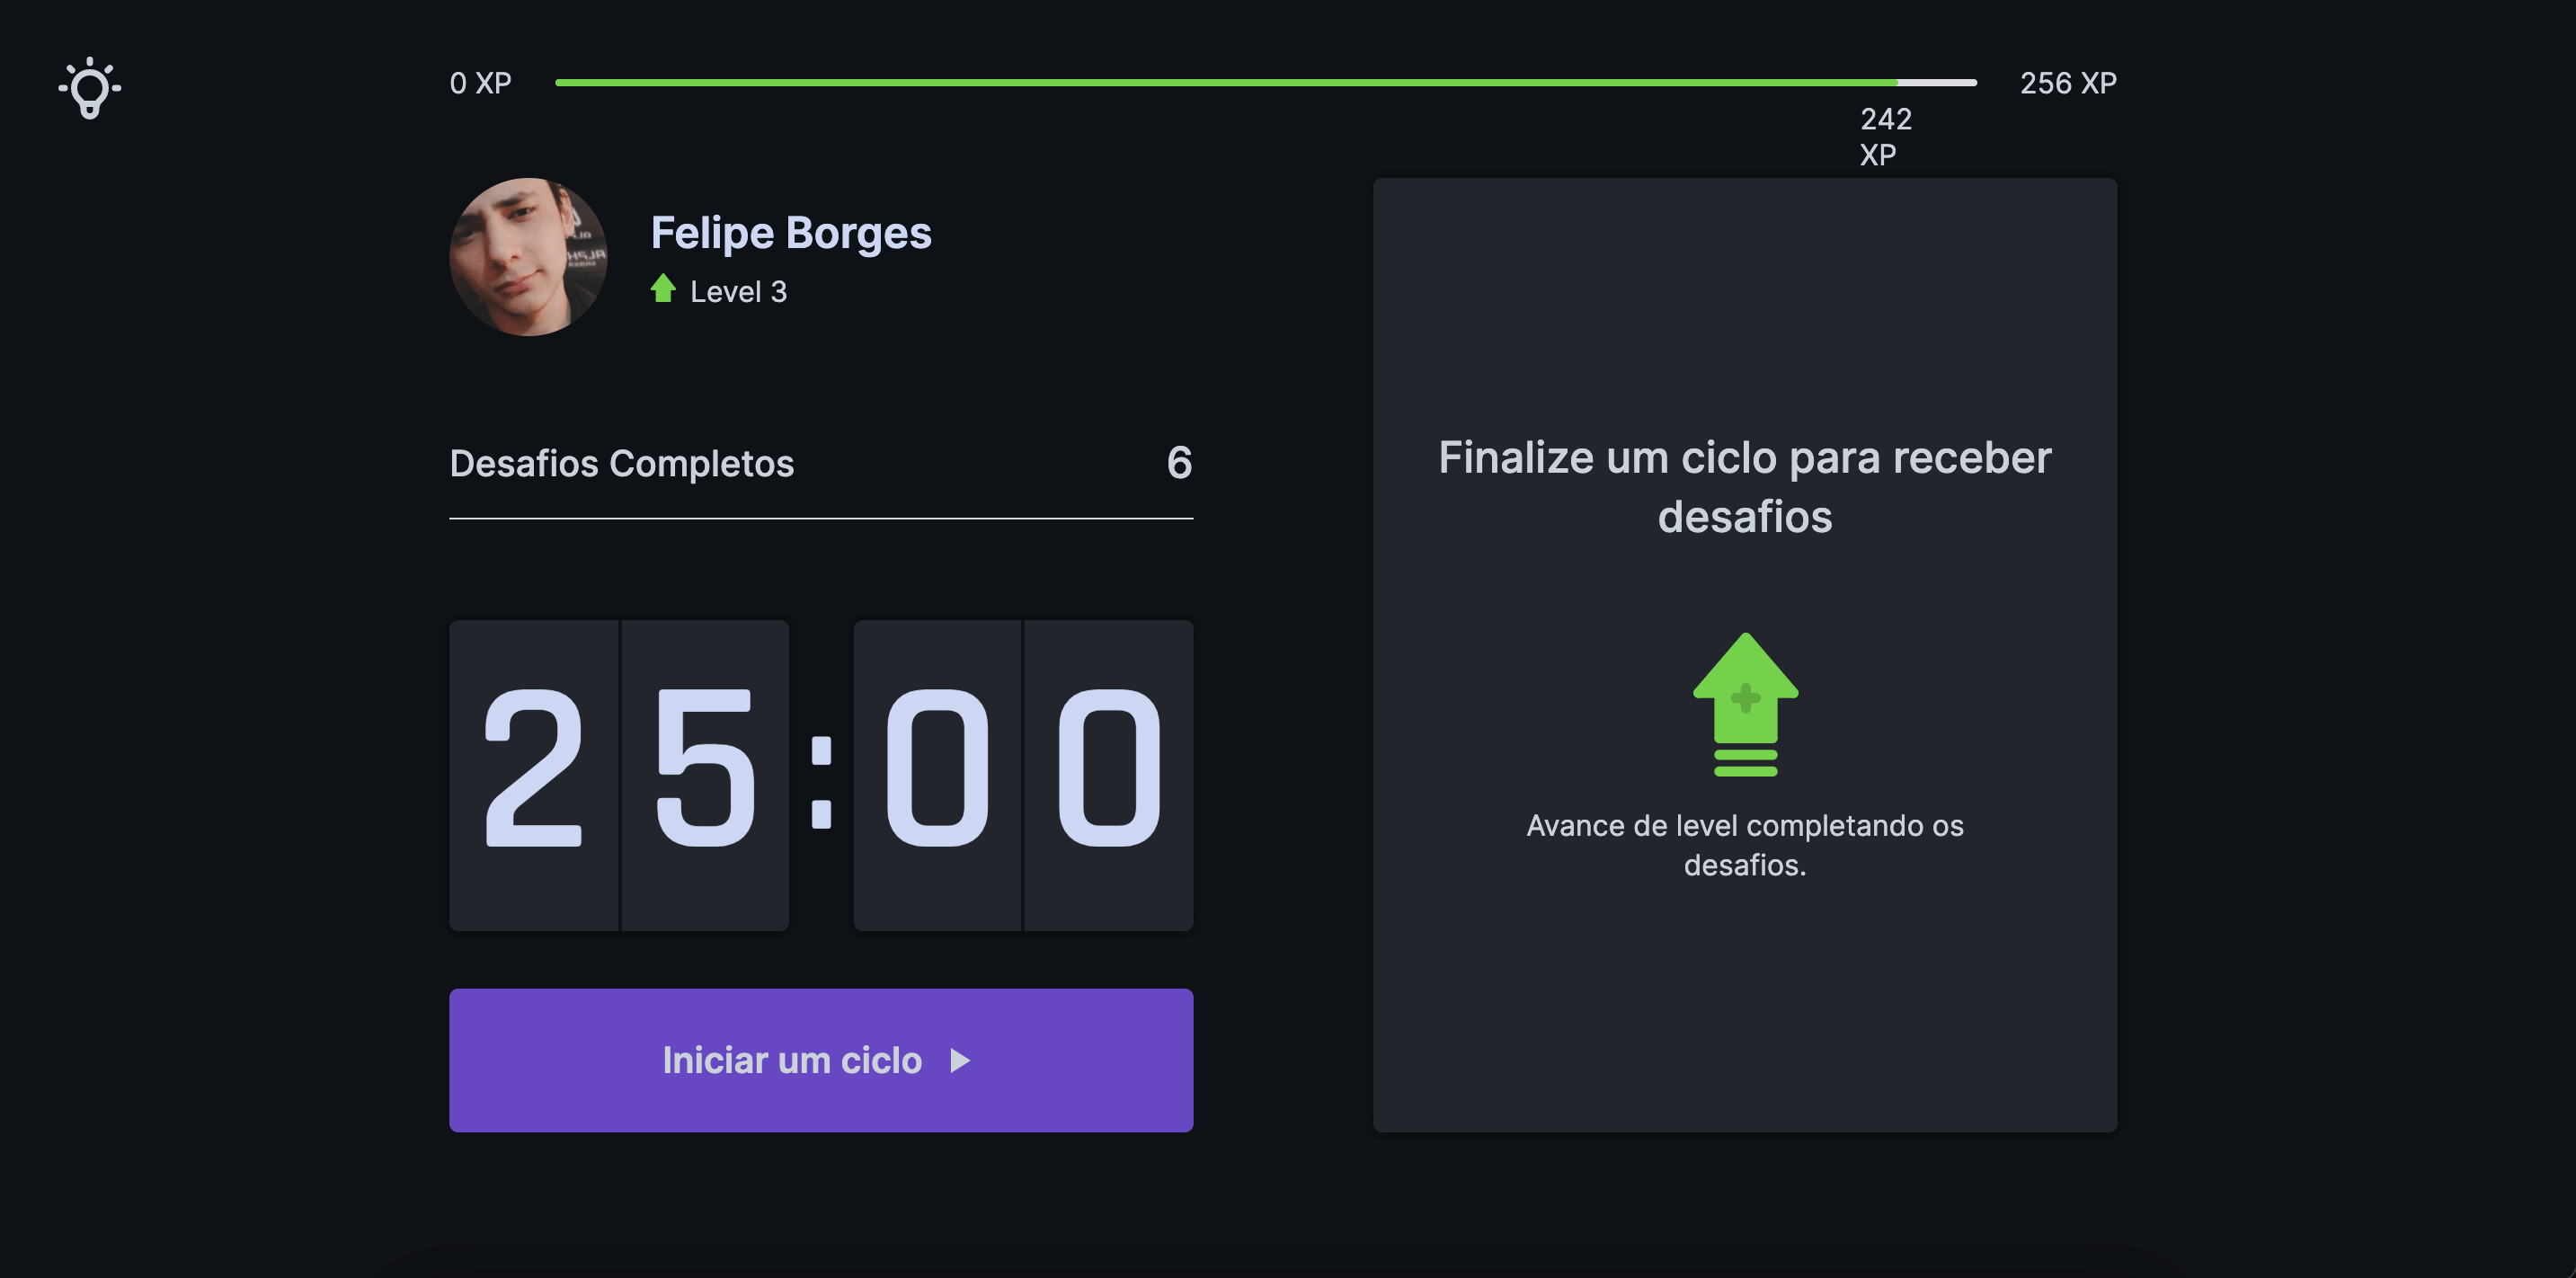 0 XP
256 XP
242
XP
Felipe Borges
Level 3
Desafios Completos
6
25:00
Iniciar um ciclo
Finalize um ciclo para receber
desafios
Avance de level completando os
desafios.